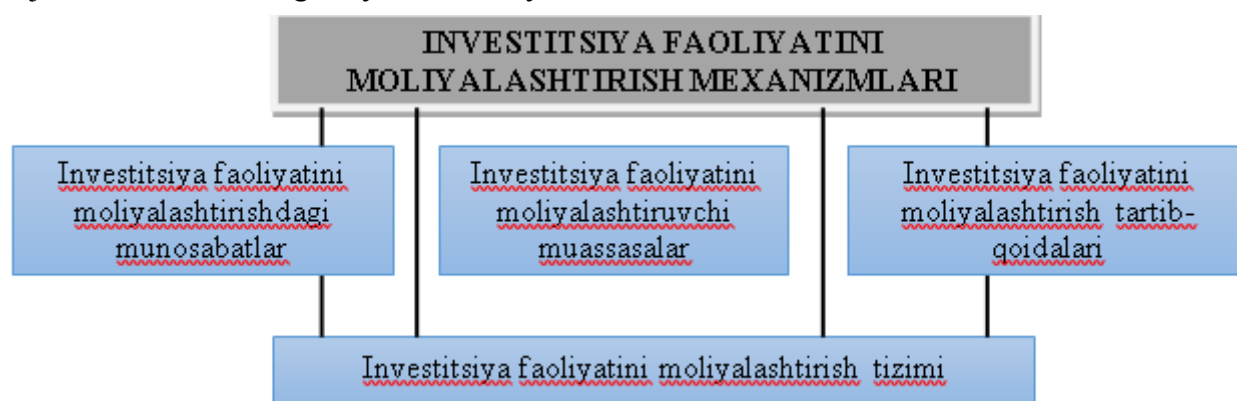 INVESTITSIYA FAOLIYATINI
MOLIYALASHTIRISH MEXANIZMLARI
Investitsiya faoliyatini
moliyalashtirishdagi
munosabatlar
Investitsiya faoliyatini
moliyalashtiruvchi
muassasalar
Investitsiya faoliyatini
moliyalashtirish tartib-
qoidalari
Investitsiya faoliyatini moliyalashtirish tizimi